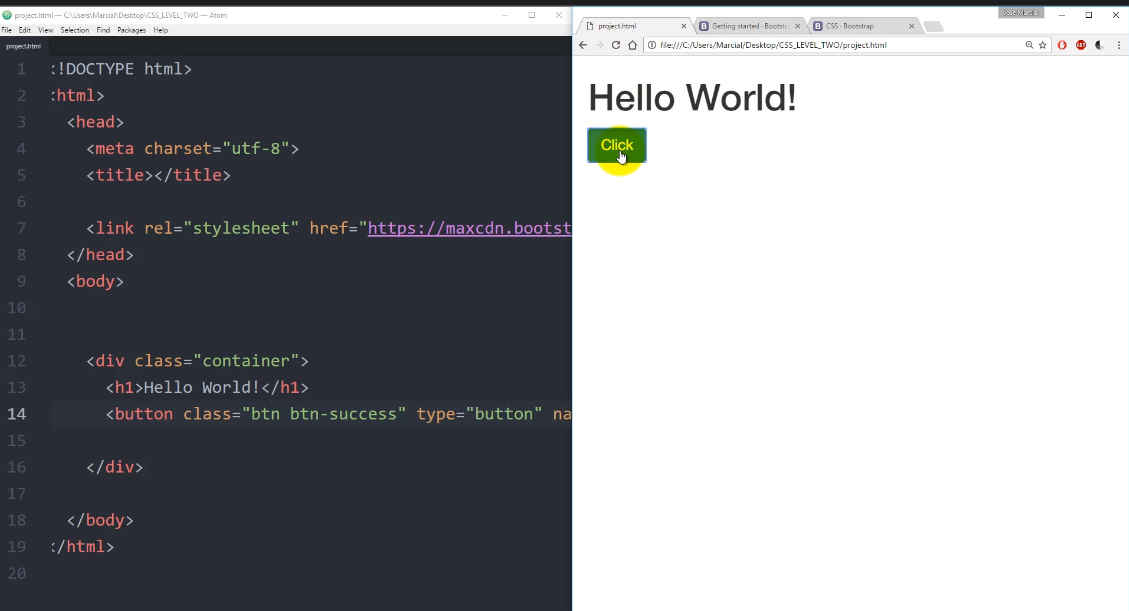 project.html — C:\Users\Marcial\Desktop\CSS_LEVEL_TWO — Atom
File Edit View Selection Find Packages Help
project.html
1 <!DOCTYPE html>
2 <html>
3 <head>
4 <meta charset="utf-8">
5 <title></title>
6
7 <link rel="stylesheet" href="https://maxcdn.bootst
8 </head>
9 <body>
10
11
12 <div class="container">
13 <h1>Hello World!</h1>
14 <button class="btn btn-success" type="button" na
15
16 </div>
17
18 </body>
19 </html>
20
Jose Marcial
project.html
B Getting started · Bootstr
B CSS · Bootstrap
file:///C:/Users/Marcial/Desktop/CSS_LEVEL_TWO/project.html
Hello World!
Click